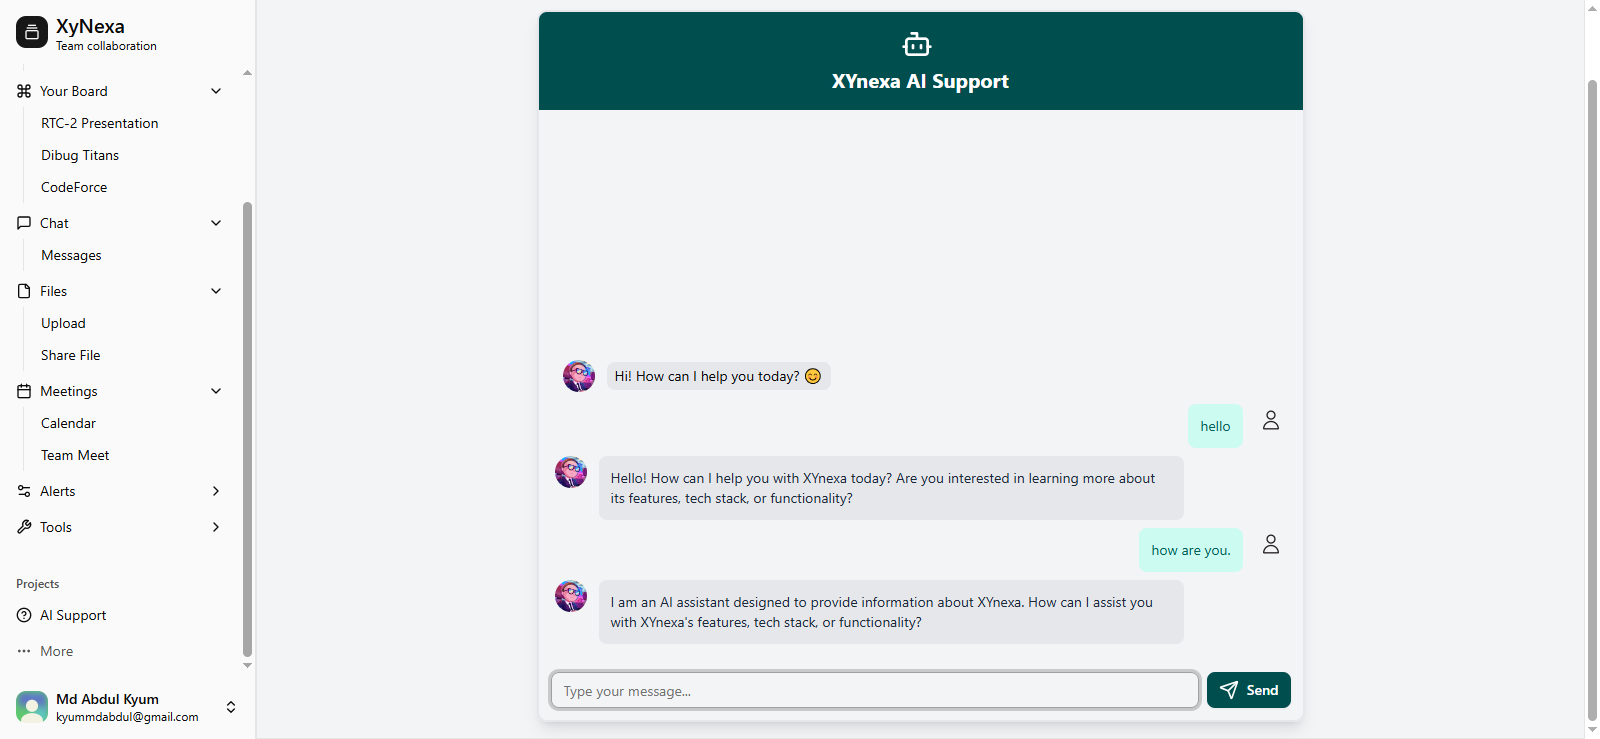 XyNexa
Team collaboration
Your Board
RTC-2 Presentation
Dibug Titans
CodeForce
Chat
Messages
Files
Upload
Share File
Meetings
Calendar
Team Meet
Alerts
Tools
Projects
AI Support
More
Md Abdul Kyum
kyummdabdul@gmail.com
XYnexa AI Support
Hi! How can I help you today? 😊
hello
Hello! How can I help you with XYnexa today? Are you interested in learning more about
its features, tech stack, or functionality?
how are you.
I am an AI assistant designed to provide information about XYnexa. How can I assist you
with XYnexa's features, tech stack, or functionality?
Type your message...
Send